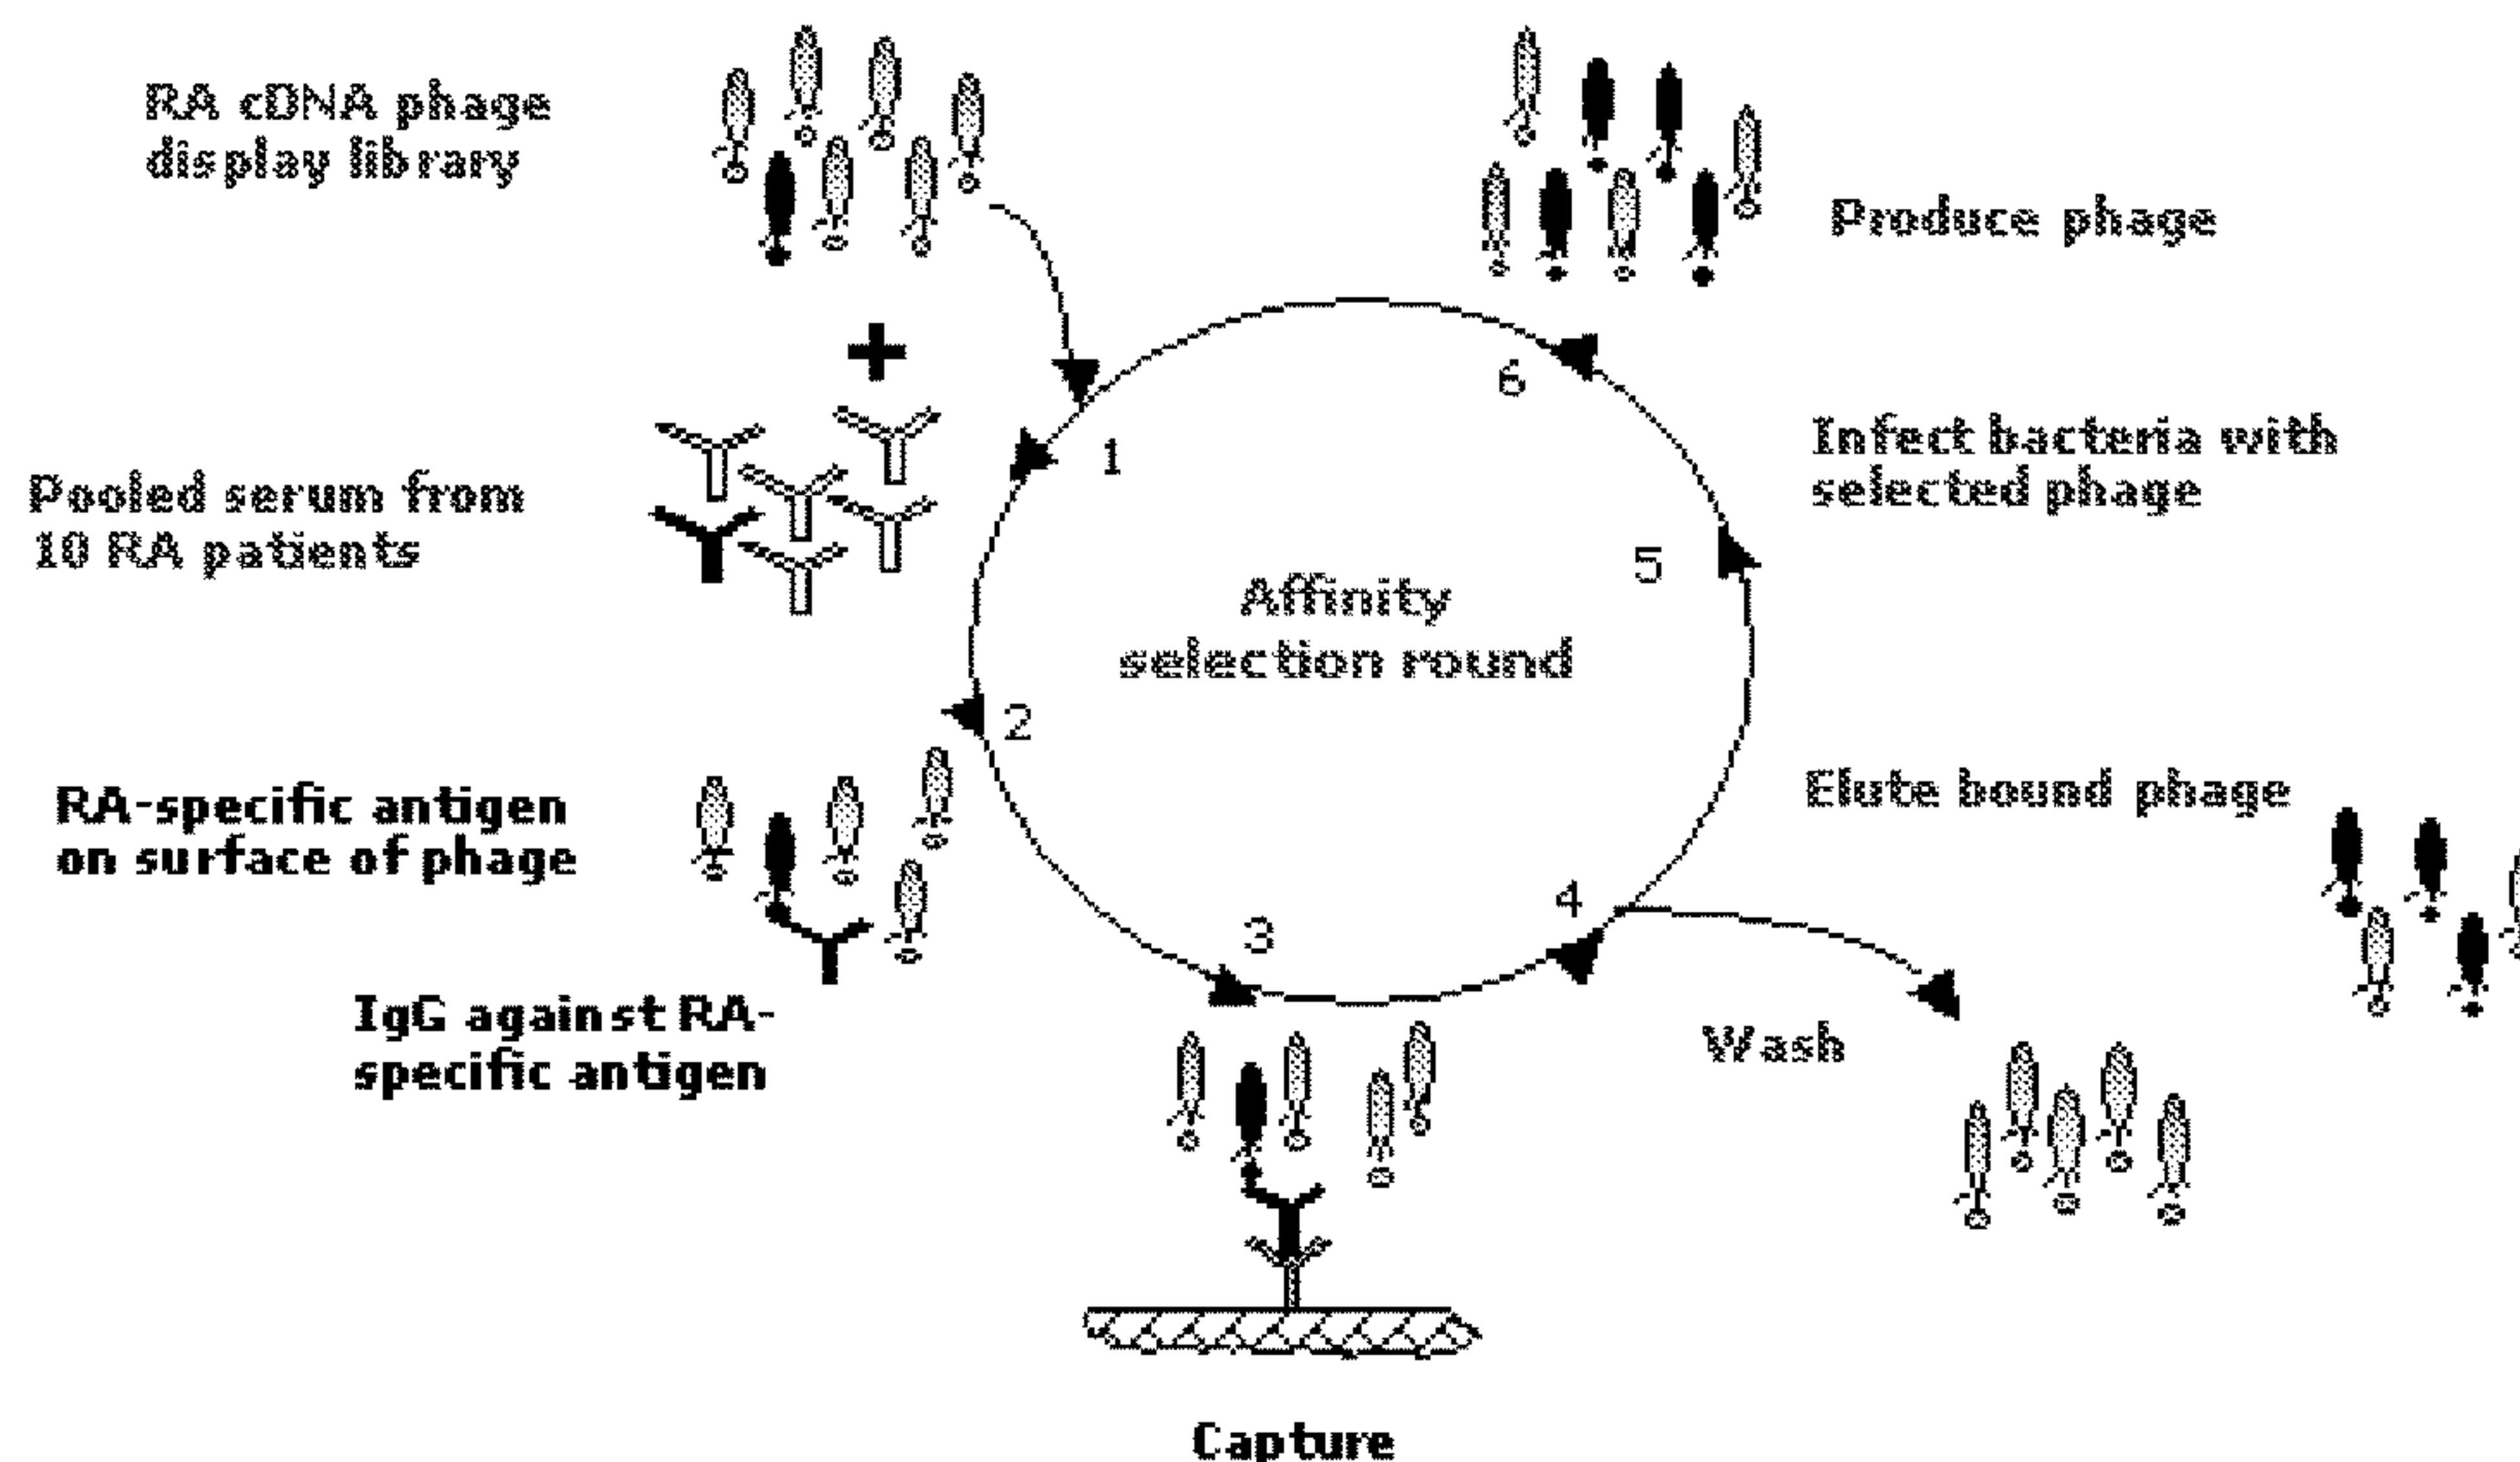 RA cDNA phage
display library
Produce phage
6
Infect bacteria with
selected phage
1
Pooled serum from
10 RA patients
5
Affinity
selection round
2
RA-specific antigen
on surface of phage
Elute bound phage
4
3
IgG against RA-
specific antigen
Wash
Capture